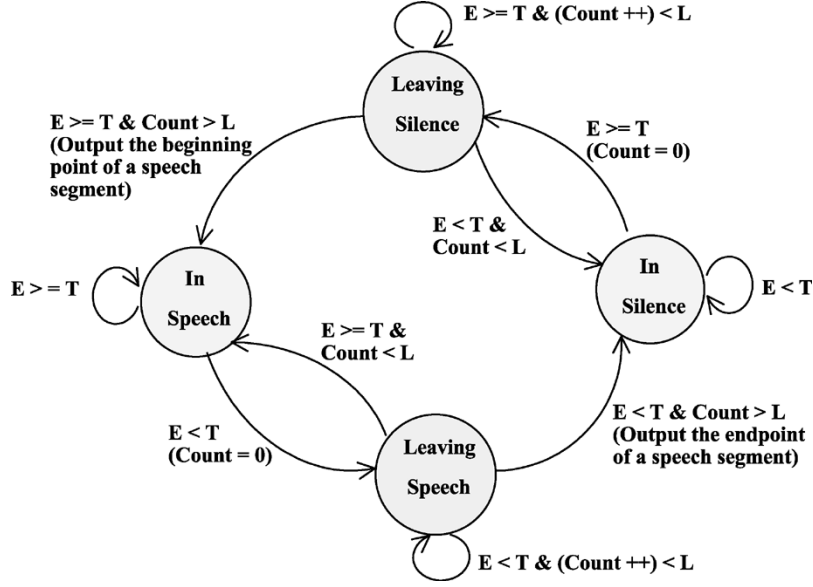 E >= T & (Count ++) < L
Leaving
Silence
E >= T & Count > L
(Output the beginning
point of a speech
segment)
E >= T
(Count = 0)
E < T &
Count < L
In
Speech
E > = T
In
Silence
E < T
E >= T &
Count < L
E < T
(Count = 0)
E < T & Count > L
(Output the endpoint
of a speech segment)
Leaving
Speech
E < T & (Count ++) < L